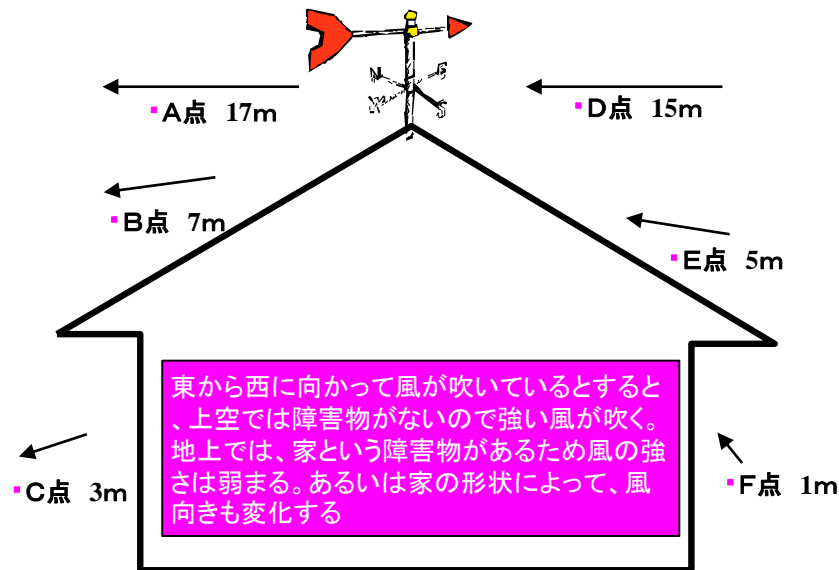 N
S
▪A点 17m
▪D点 15m
▪B点 7m
▪E点 5m
東から西に向かって風が吹いているとすると
、上空では障害物がないので強い風が吹く。
地上では、家という障害物があるため風の強
さは弱まる。あるいは家の形状によって、風
向きも変化する
▪C点 3m
▪F点 1m